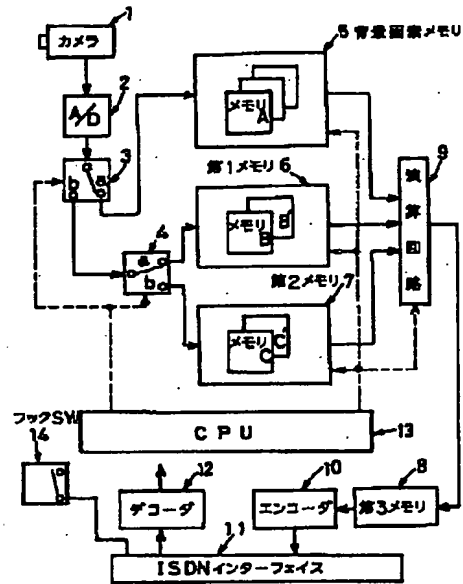 1
カメラ
5 背景画素メモリ
A/D
2
メモリ
A
3
a
b
第1メモリ 6
9
演算回路
4
a
b
メモリ
B
B'
第2メモリ 7
メモリ
C
C'
CPU
13
フックSW
14
12
デコーダ
10
エンコーダ
8
第3メモリ
11
ISDNインターフェイス